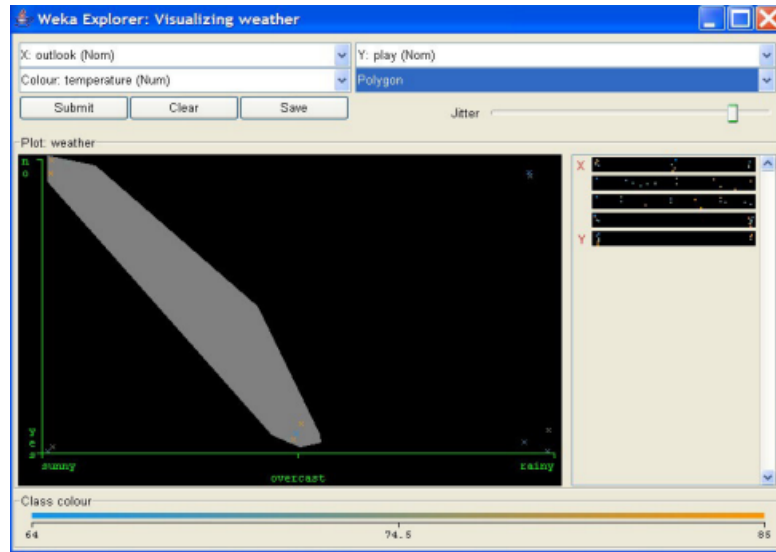 Weka Explorer: Visualizing weather
X: outlook (Nom)
Y: play (Nom)
Colour: temperature (Num)
Polygon
Submit
Clear
Save
Jitter
Plot: weather
no
yes
sunny
overcast
rainy
X
Y
Class colour
64
74.5
85